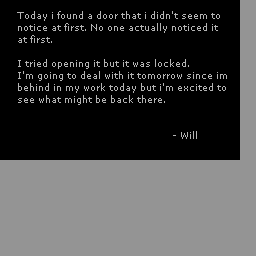 Today i found a door that i didn't seem to
notice at first. No one actually noticed it
at first.
I tried opening it but it was locked.
I'm going to deal with it tomorrow since im
behind in my work today but i'm excited to
see what might be back there.
- Will